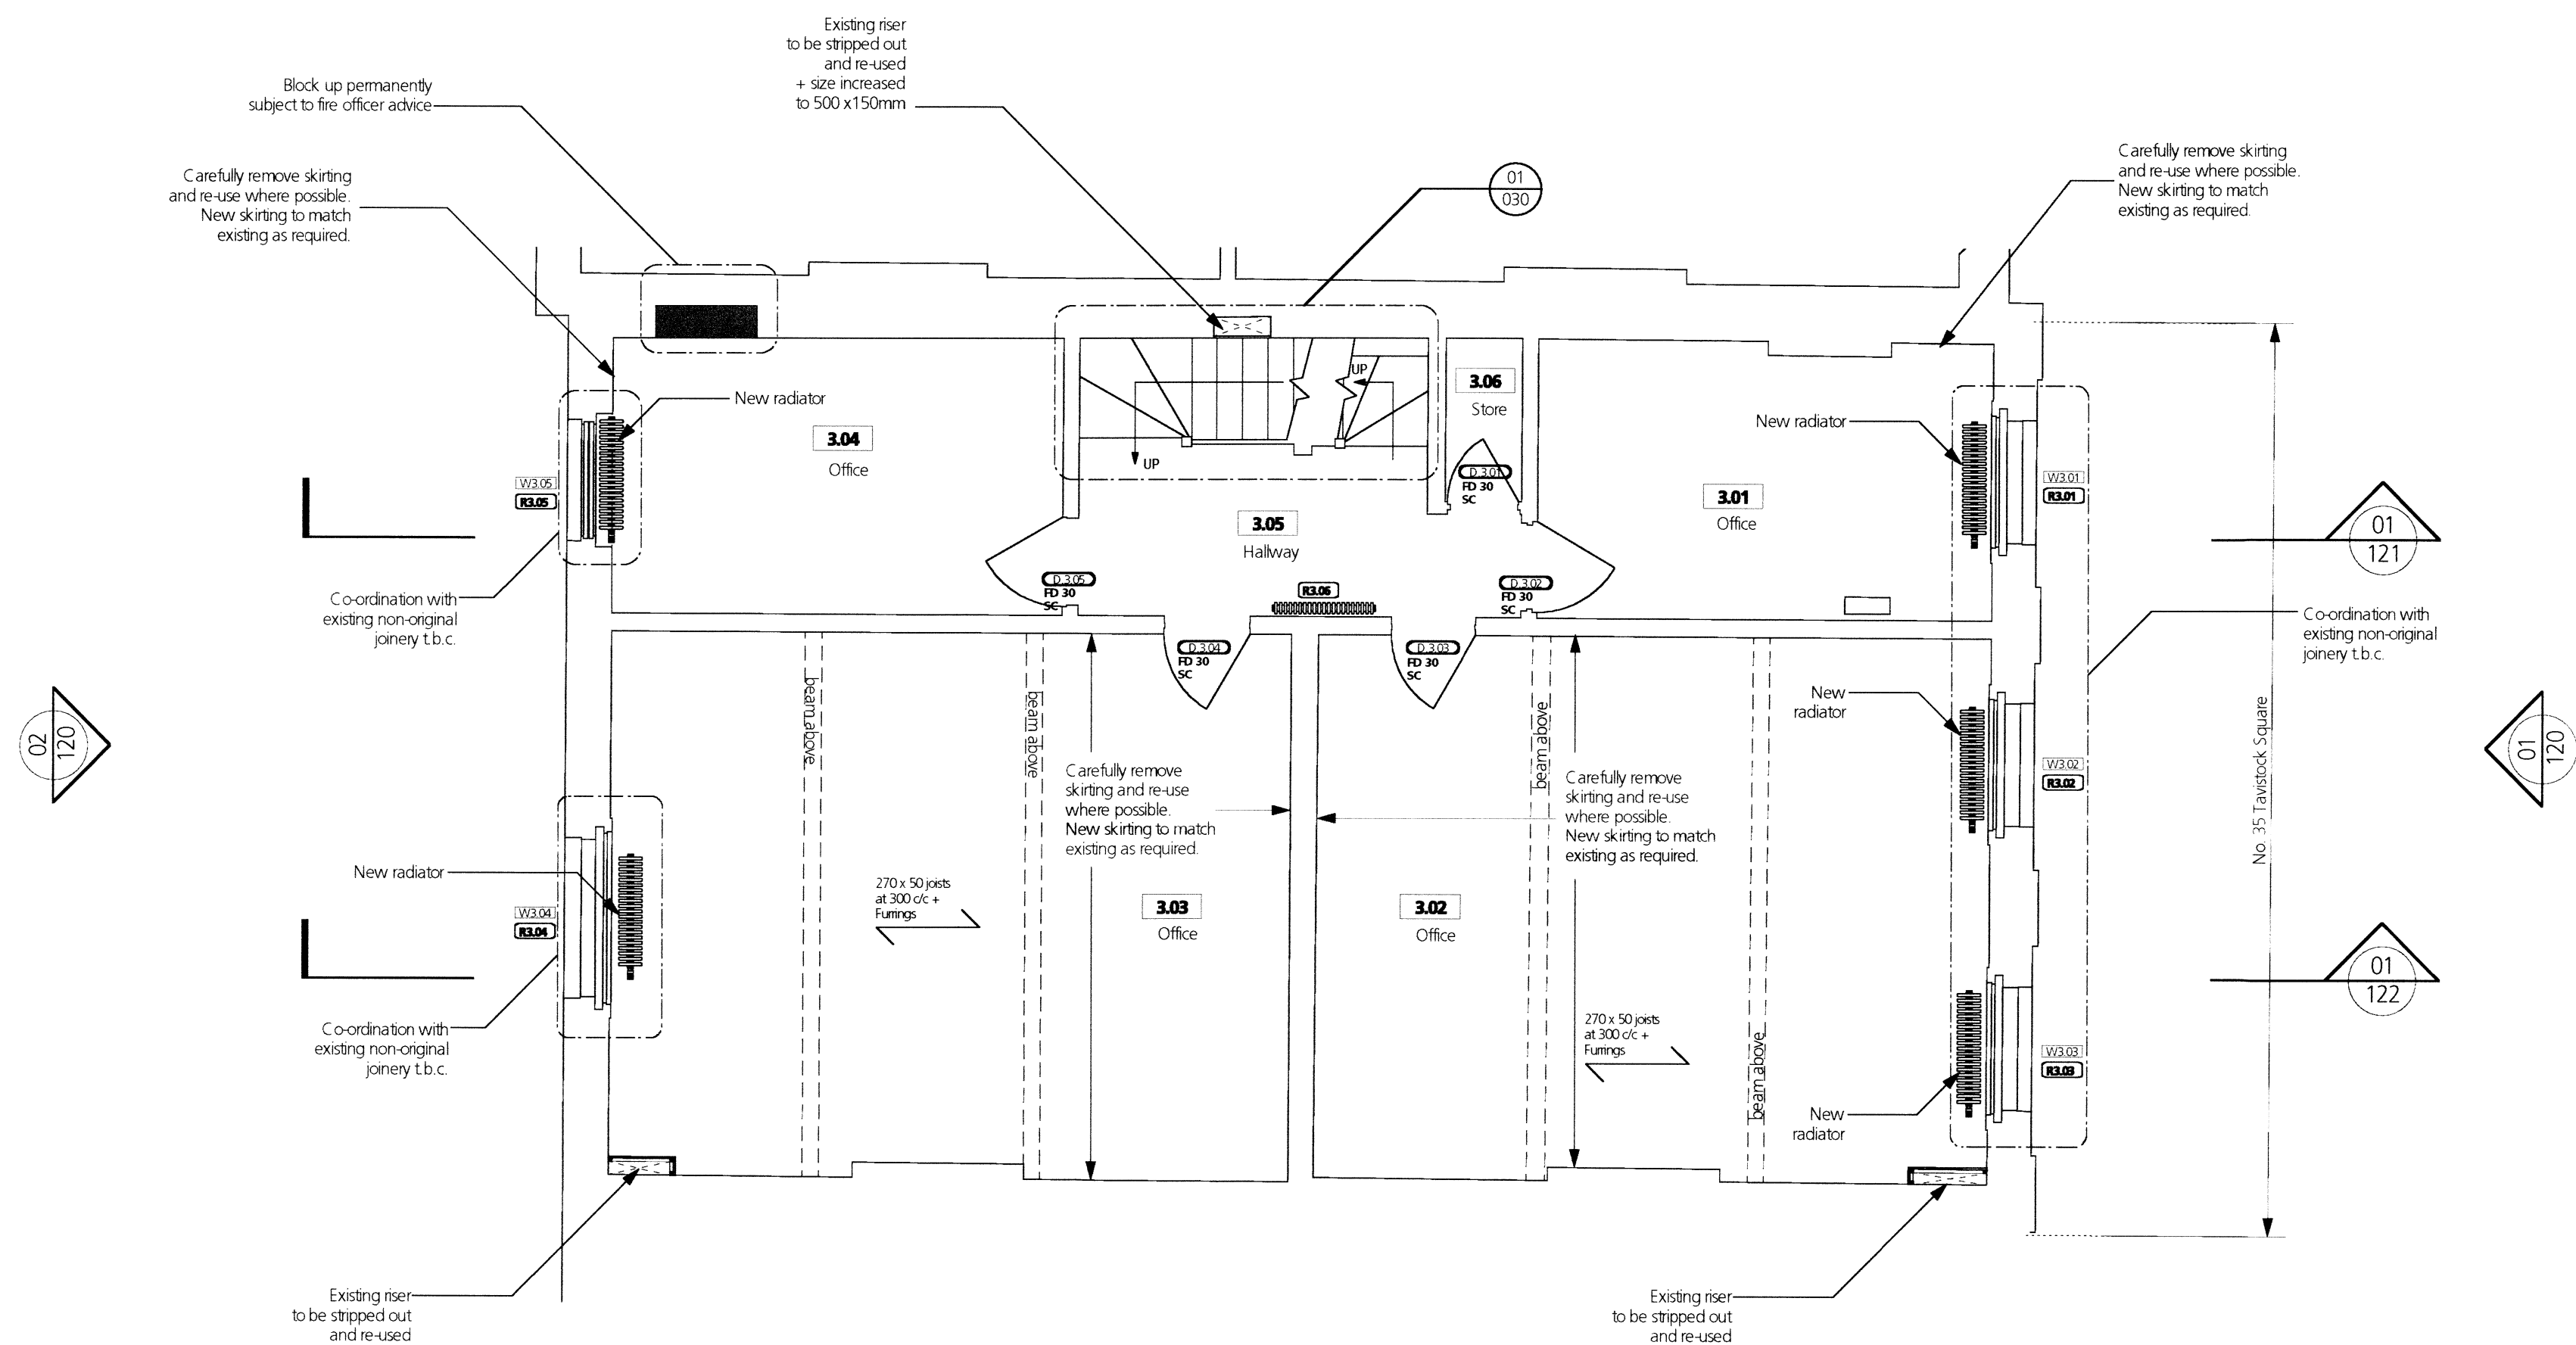 Existing riser
to be stripped out
and re-used
+ size increased
to 500 x150mm
Block up permanently
subject to fire officer advice
Carefully remove skirting
and re-use where possible.
New skirting to match
existing as required.
01
030
Carefully remove skirting
and re-use where possible.
New skirting to match
existing as required.
New radiator
3.04
Office
UP
UP
3.06
Store
D.3.01
FD 30
SC
New radiator
3.01
Office
W3.05
R3.05
W3.01
R3.01
01
121
3.05
Hallway
D.3.05
FD 30
SC
R3.06
D.3.02
FD 30
SC
Co-ordination with
existing non-original
joinery t.b.c.
Co-ordination with
existing non-original
joinery t.b.c.
D.3.04
FD 30
SC
D.3.03
FD 30
SC
beam above
beam above
beam above
beam above
02
120
01
120
New
radiator
W3.02
R3.02
No. 35 Tavistock Square
Carefully remove
skirting and re-use
where possible.
New skirting to match
existing as required.
Carefully remove
skirting and re-use
where possible.
New skirting to match
existing as required.
New radiator
W3.04
R3.04
270 x 50 joists
at 300 c/c +
Furrings
3.03
Office
3.02
Office
01
122
270 x 50 joists
at 300 c/c +
Furrings
Co-ordination with
existing non-original
joinery t.b.c.
W3.03
R3.03
New
radiator
Existing riser
to be stripped out
and re-used
Existing riser
to be stripped out
and re-used